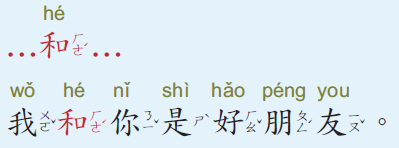 hé
…和ㄏㄜˊ…
wǒ hé nǐ shì hǎo péng you
我ㄨㄛˇ和ㄏㄜˊ你ㄋㄧˇ是ㄕˋ好ㄏㄠˇ朋ㄆㄥˊ友ㄧㄡˇ。